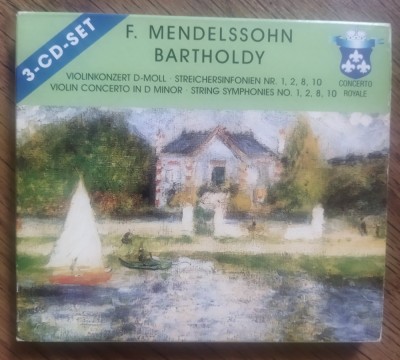 3-CD-SET
F. MENDELSSOHN
BARTHOLDY
VIOLINKONZERT D-MOLL · STREICHERSINFONIEN NR. 1, 2, 8, 10
VIOLIN CONCERTO IN D MINOR · STRING SYMPHONIES NO. 1, 2, 8, 10
CONCERTO
ROYALE